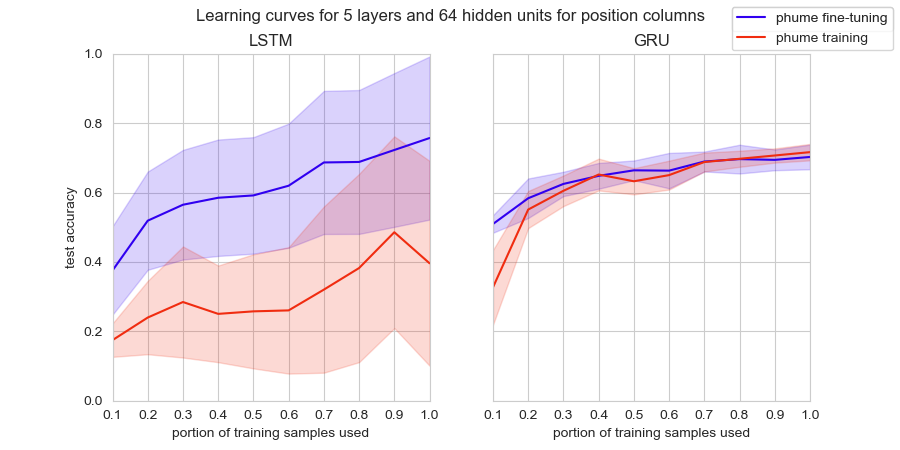 Learning curves for 5 layers and 64 hidden units for position columns
phume fine-tuning
phume training
LSTM
GRU
1.0
0.8
0.6
0.4
0.2
0.0
test accuracy
0.1 0.2 0.3 0.4 0.5 0.6 0.7 0.8 0.9 1.0
0.1 0.2 0.3 0.4 0.5 0.6 0.7 0.8 0.9 1.0
portion of training samples used
portion of training samples used